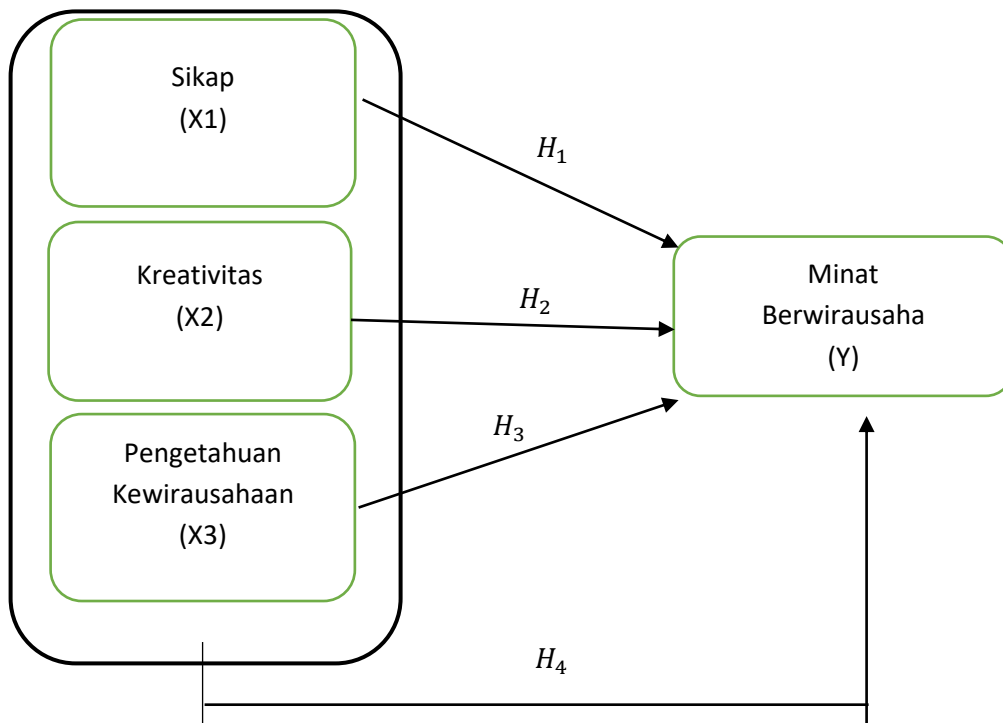 Sikap
(X1)
H₁
Kreativitas
(X2)
H₂
Minat
Berwirausaha
(Y)
Pengetahuan
Kewirausahaan
(X3)
H₃
H₄